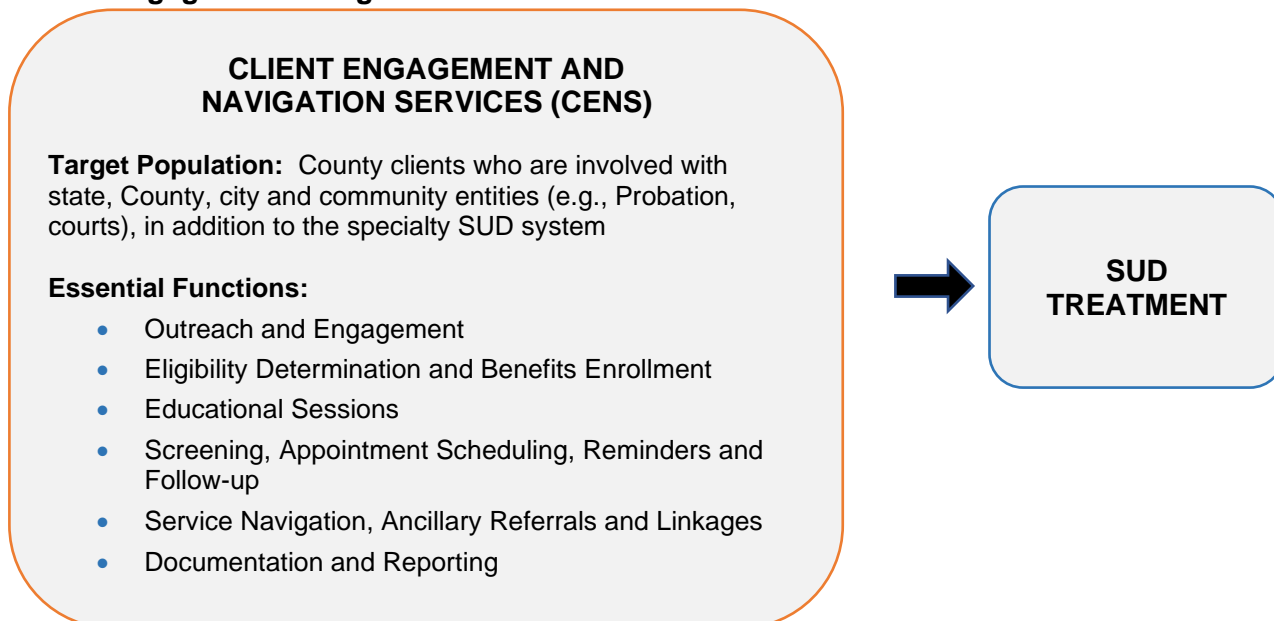 CLIENT ENGAGEMENT AND
NAVIGATION SERVICES (CENS)
Target Population: County clients who are involved with
state, County, city and community entities (e.g., Probation,
courts), in addition to the specialty SUD system
Essential Functions:
• Outreach and Engagement
• Eligibility Determination and Benefits Enrollment
• Educational Sessions
• Screening, Appointment Scheduling, Reminders and
Follow-up
• Service Navigation, Ancillary Referrals and Linkages
• Documentation and Reporting
SUD
TREATMENT